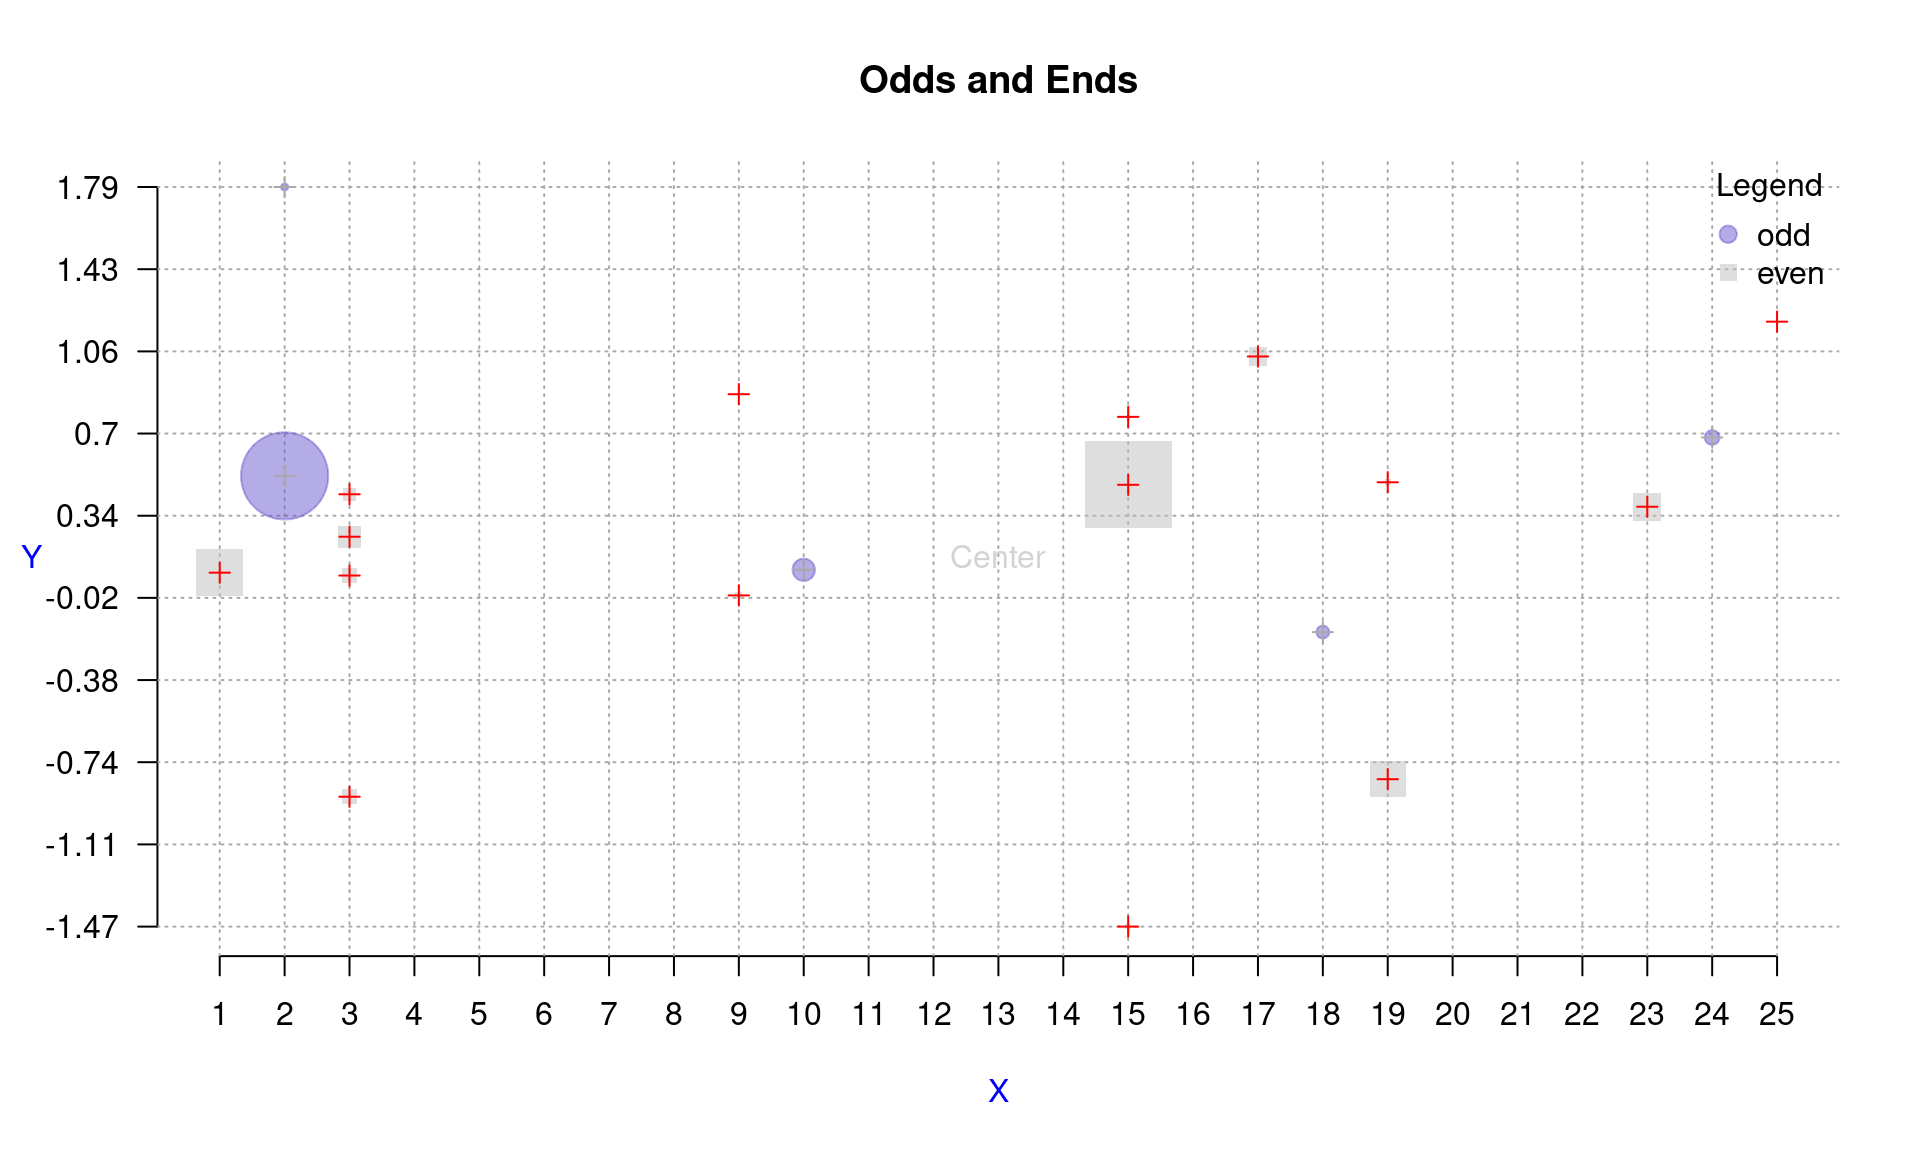 Odds and Ends
Legend
odd
even
1.79
1.43
1.06
0.7
0.34
-0.02
-0.38
-0.74
-1.11
-1.47
Y
Center
1 2 3 4 5 6 7 8 9 10 11 12 13 14 15 16 17 18 19 20 21 22 23 24 25
X